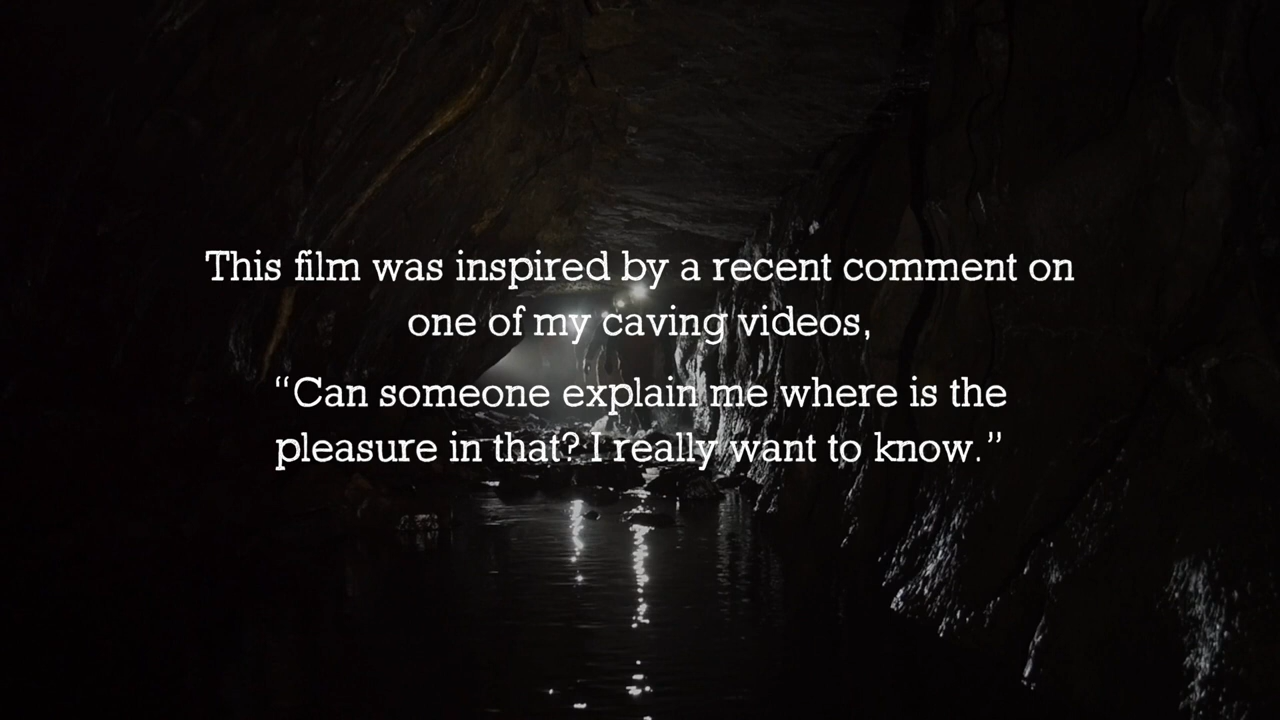 This film was inspired by a recent comment on
one of my caving videos,
“Can someone explain me where is the
pleasure in that? I really want to know.”